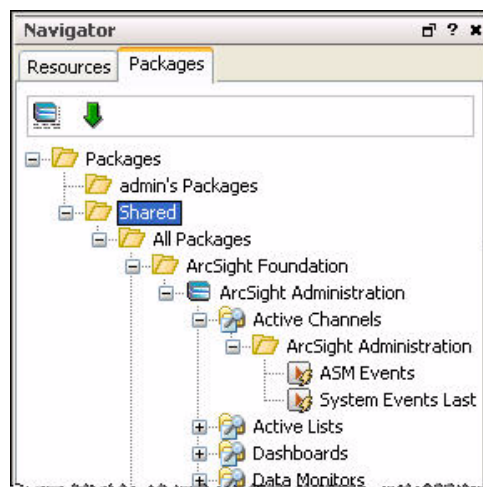 Navigator
Resources Packages
Packages
admin's Packages
Shared
All Packages
ArcSight Foundation
ArcSight Administration
Active Channels
ArcSight Administration
ASM Events
System Events Last
Active Lists
Dashboards
Data Monitors